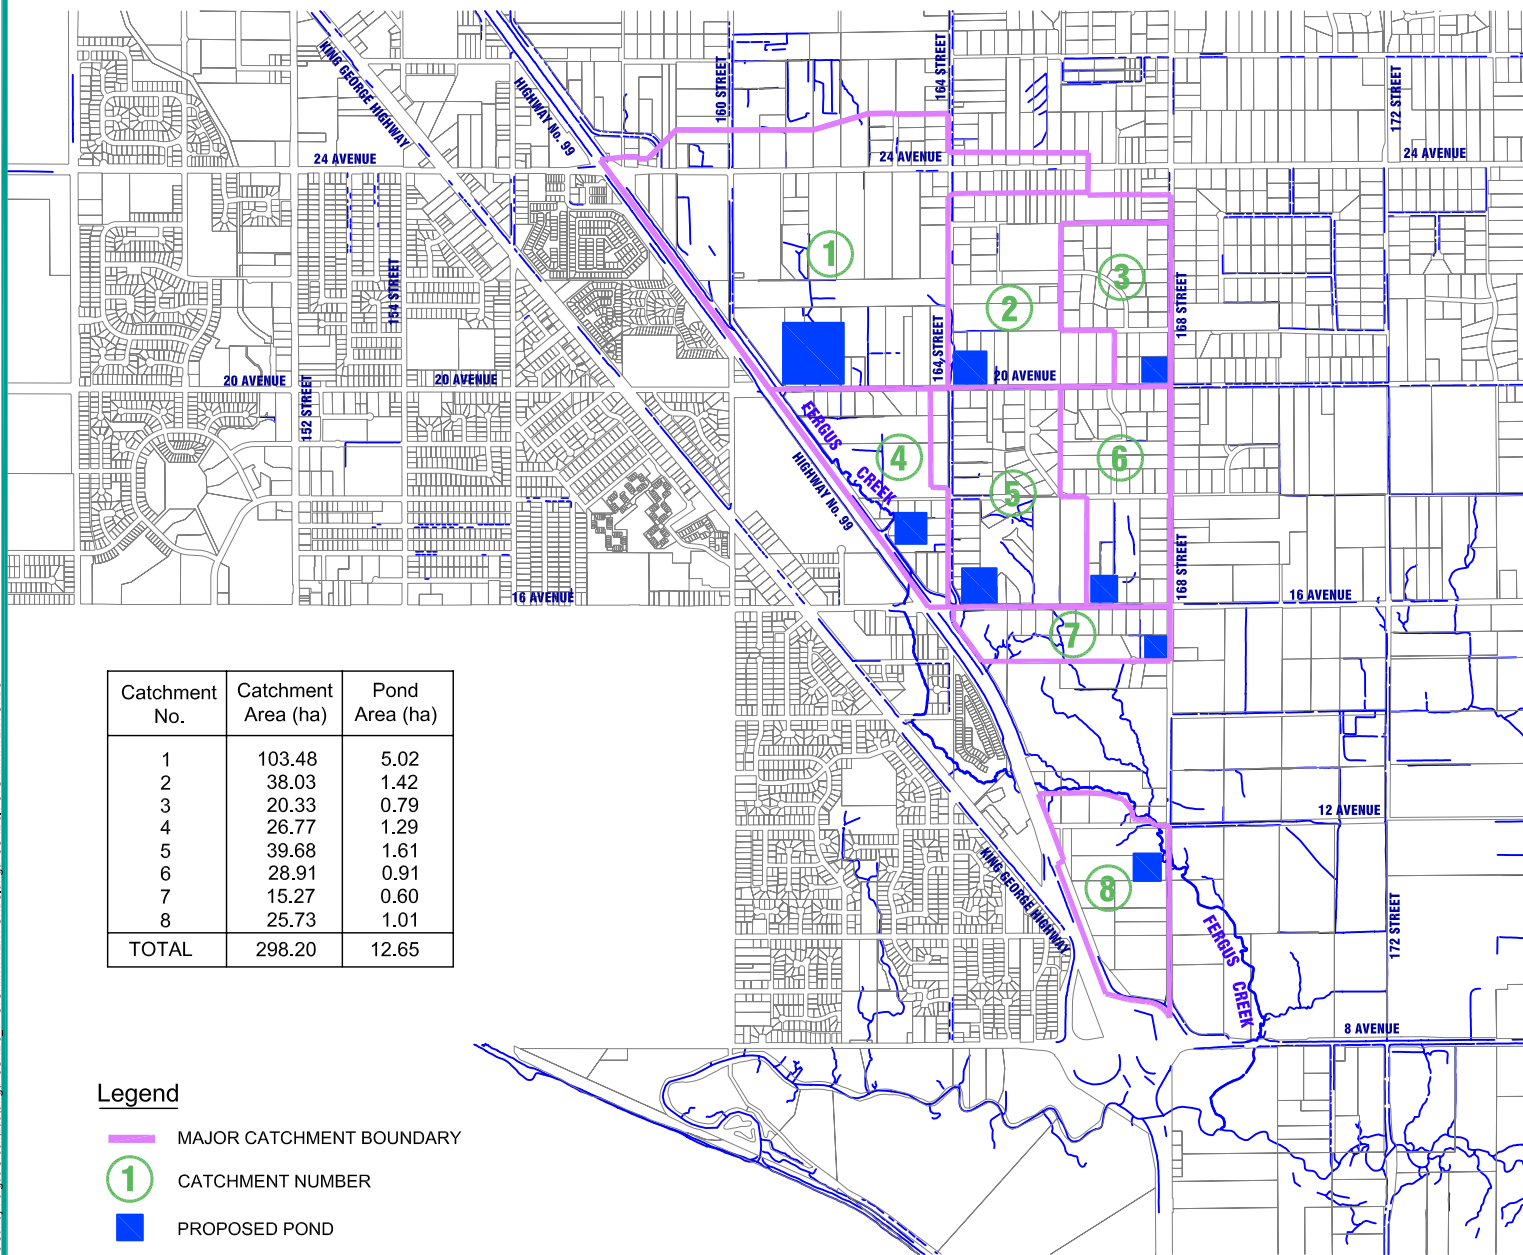 KING GEORGE HIGHWAY
HIGHWAY No. 99
160 STREET
164 STREET
172 STREET
24 AVENUE
24 AVENUE
24 AVENUE
1
2
3
154 STREET
164 STREET
168 STREET
20 AVENUE
20 AVENUE
20 AVENUE
152 STREET
FERGUS CREEK
HIGHWAY No. 99
4
5
6
168 STREET
16 AVENUE
16 AVENUE
7
Catchment No. Catchment Area (ha) Pond Area (ha)
1 103.48 5.02
2 38.03 1.42
3 20.33 0.79
4 26.77 1.29
5 39.68 1.61
6 28.91 0.91
7 15.27 0.60
8 25.73 1.01
TOTAL 298.20 12.65
12 AVENUE
KING GEORGE HIGHWAY
8
FERGUS CREEK
172 STREET
8 AVENUE
Legend
MAJOR CATCHMENT BOUNDARY
1 CATCHMENT NUMBER
PROPOSED POND